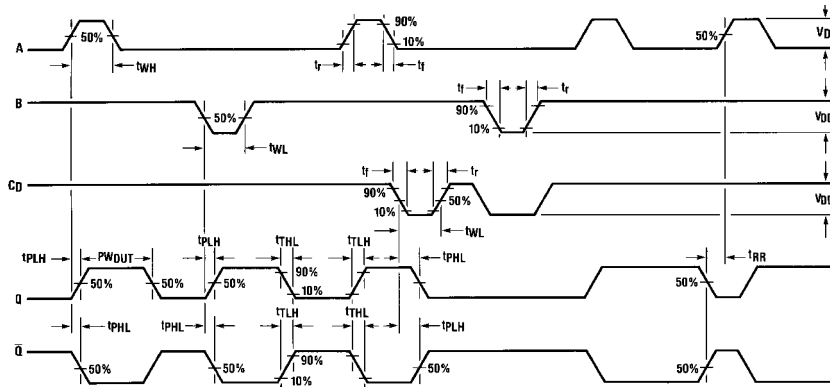 A 50% tWH tr 90% 10% tf 50% VD
B 50% tWL tf 90% 10% tr VDD
CD tf 90% 10% tr 50% tWL VDD
tPLH PWOUT tPLH tTHL tTLH tPHL tRR
Q 50% 50% 50% 90% 10% 50% 50%
tPHL tPHL tTLH tTHL tPLH
Q̅ 50% 50% 90% 10% 50% 50%